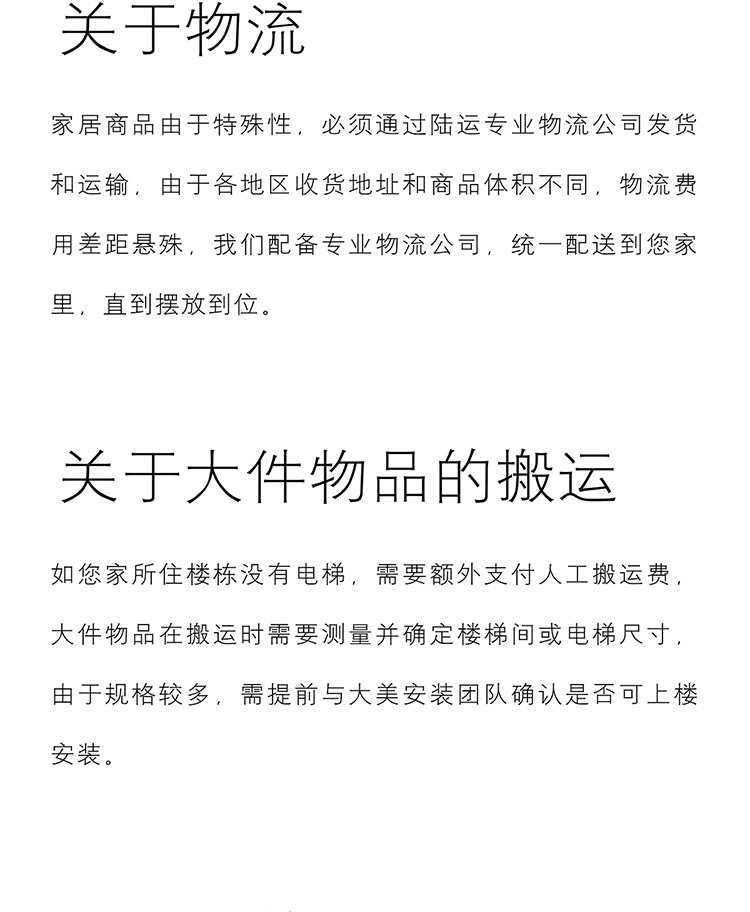 关于物流
家居商品由于特殊性，必须通过陆运专业物流公司发货
和运输，由于各地区收货地址和商品体积不同，物流费
用差距悬殊，我们配备专业物流公司，统一配送到您家
里，直到摆放到位。
关于大件物品的搬运
如您家所住楼栋没有电梯，需要额外支付人工搬运费，
大件物品在搬运时需要测量并确定楼梯间或电梯尺寸，
由于规格较多，需提前与大美安装团队确认是否可上楼
安装。